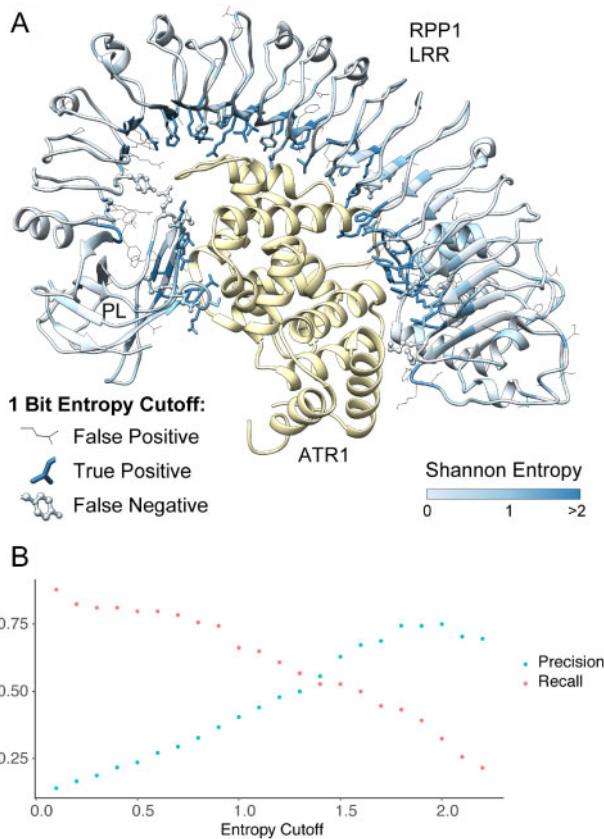 A
RPP1
LRR
PL
1 Bit Entropy Cutoff:
False Positive
True Positive
False Negative
ATR1
Shannon Entropy
0 1 >2
B
0.75
0.50
0.25
0.0 0.5 1.0 1.5 2.0
Entropy Cutoff
Precision
Recall